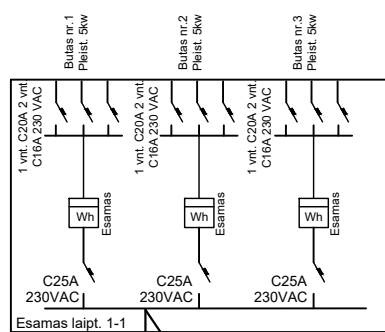 Butas nr.1
Pleist. 5kw
Butas nr.2
Pleist. 5kw
Butas nr.3
Pleist. 5kw
1 vnt. C20A 2 vnt.
C16A 230 VAC
1 vnt. C20A 2 vnt.
C16A 230 VAC
1 vnt. C20A 2 vnt.
C16A 230 VAC
Wh
Esamas
Wh
Esamas
Wh
Esamas
C25A
230VAC
C25A
230VAC
C25A
230VAC
Esamas laipt. 1-1